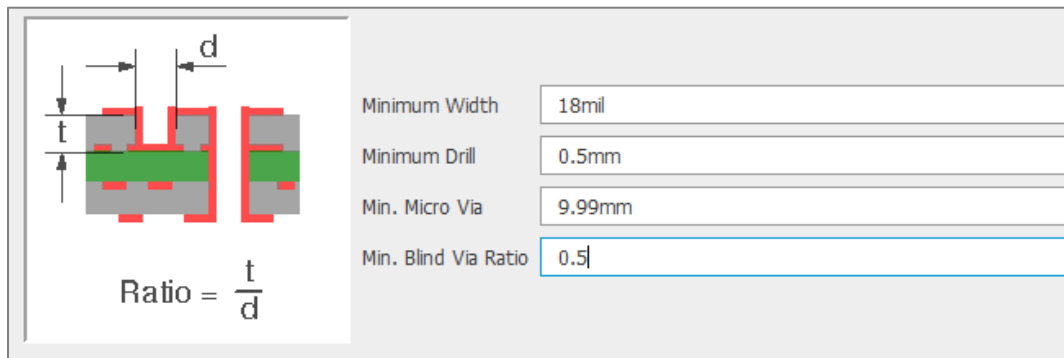 d
t
Ratio = t/d
Minimum Width 18mil
Minimum Drill 0.5mm
Min. Micro Via 9.99mm
Min. Blind Via Ratio 0.5